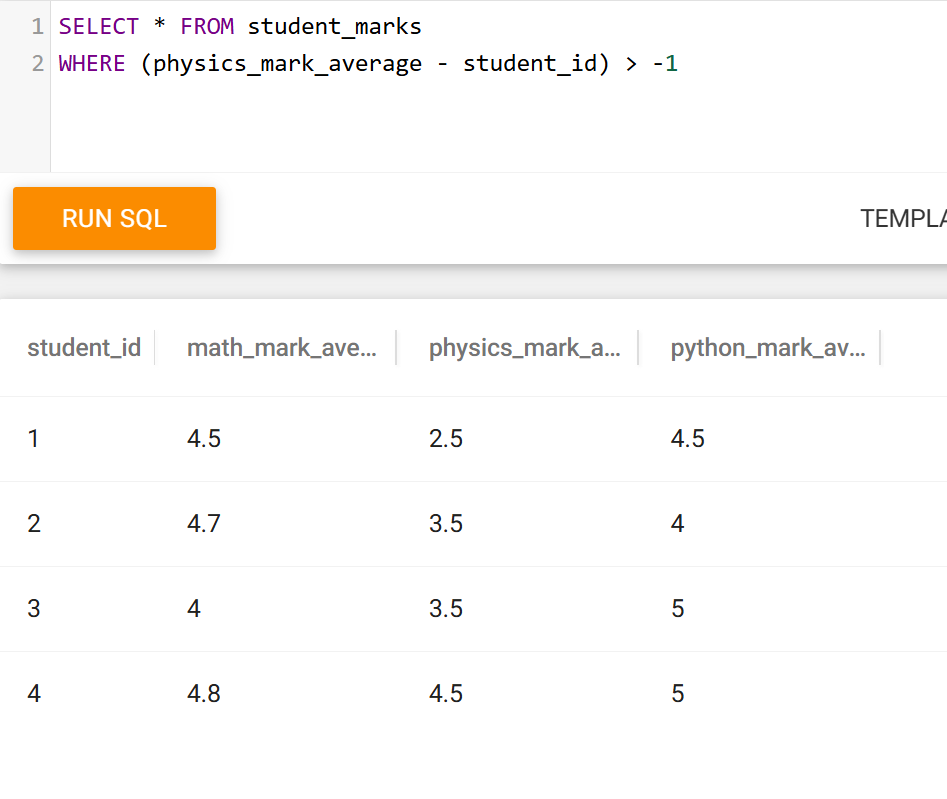 1 SELECT * FROM student_marks
2 WHERE (physics_mark_average - student_id) > -1
RUN SQL TEMPLA
student_id math_mark_ave... physics_mark_a... python_mark_av...
1 4.5 2.5 4.5
2 4.7 3.5 4
3 4 3.5 5
4 4.8 4.5 5